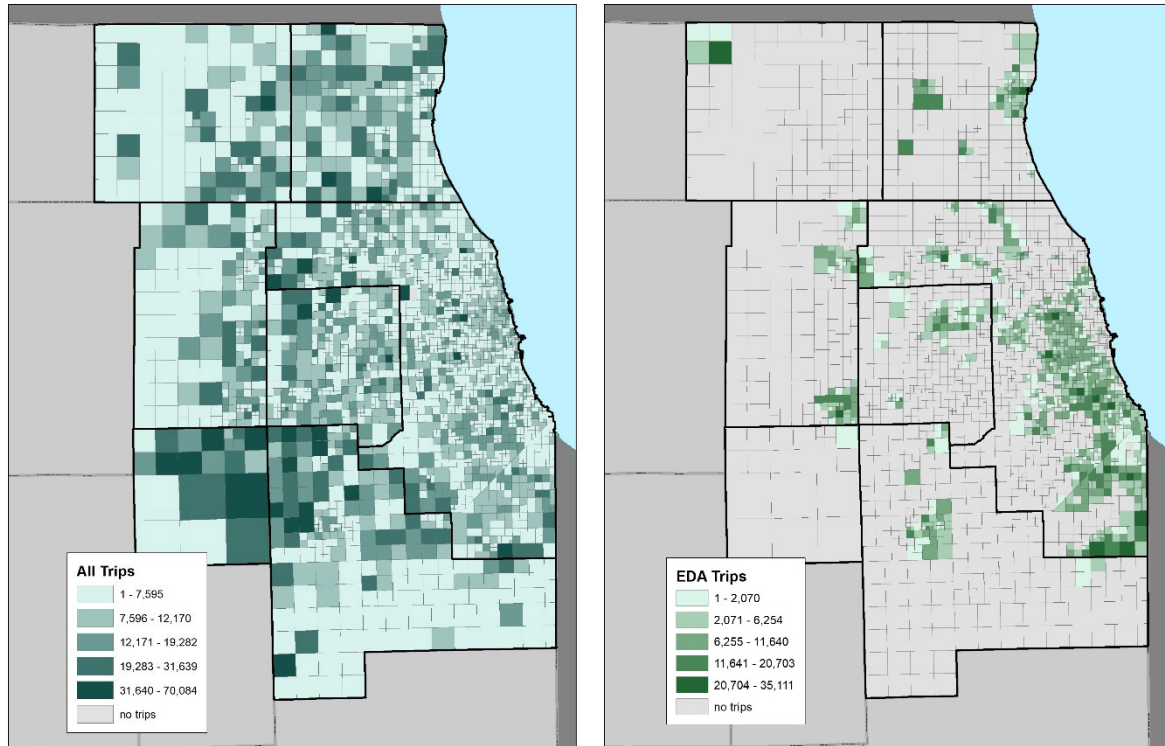 All Trips
1 - 7,595
7,596 - 12,170
12,171 - 19,282
19,283 - 31,639
31,640 - 70,084
no trips
EDA Trips
1 - 2,070
2,071 - 6,254
6,255 - 11,640
11,641 - 20,703
20,704 - 35,111
no trips